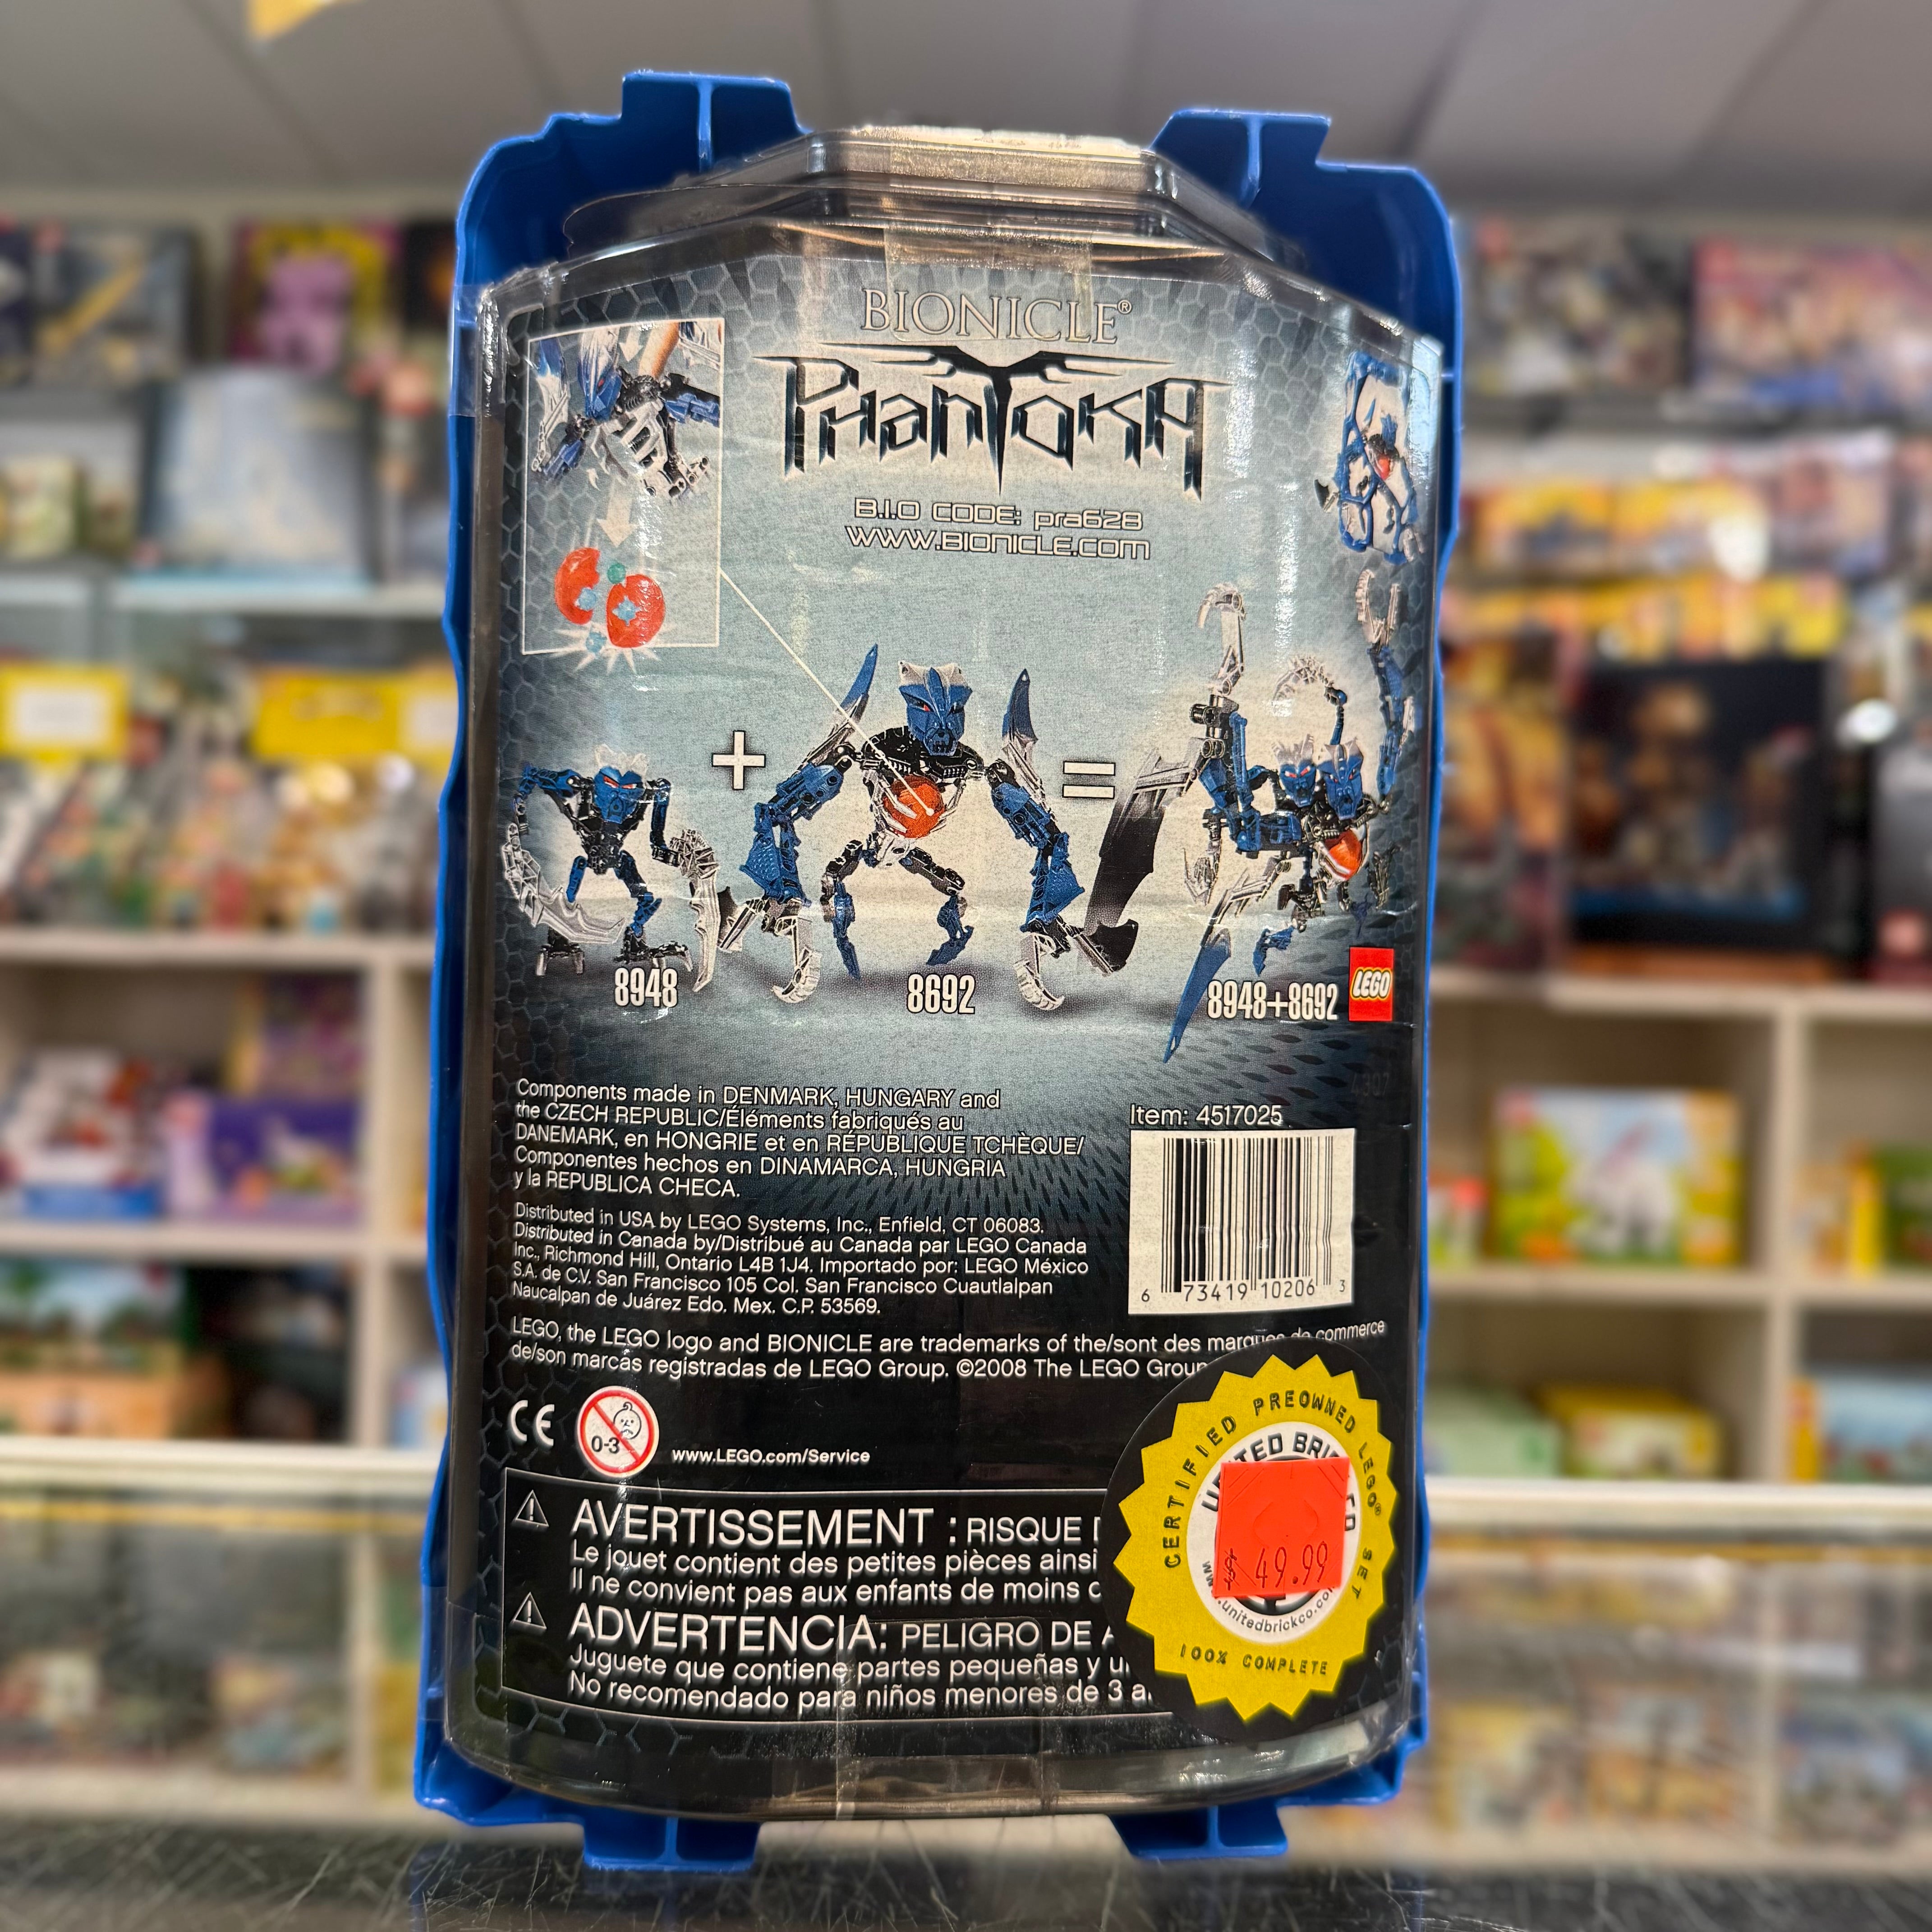 BIONICLE®
PHANTOKA
B.I.O CODE: pra628
WWW.BIONICLE.COM
+
=
8948
8692
8948+8692
LEGO
Components made in DENMARK, HUNGARY and
the CZECH REPUBLIC/Éléments fabriqués au
DANEMARK, en HONGRIE et en RÉPUBLIQUE TCHÈQUE/
Componentes hechos en DINAMARCA, HUNGRIA
y la REPUBLICA CHECA.
Item: 4517025
6 73419 10206 3
Distributed in USA by LEGO Systems, Inc., Enfield, CT 06083.
Distributed in Canada by/Distribué au Canada par LEGO Canada
Inc., Richmond Hill, Ontario L4B 1J4. Importado por: LEGO México
S.A. de C.V. San Francisco 105 Col. San Francisco Cuautlalpan
Naucalpan de Juárez Edo. Mex. C.P. 53569.
LEGO, the LEGO logo and BIONICLE are trademarks of the/sont des marques de commerce
de/son marcas registradas de LEGO Group. ©2008 The LEGO Group
CE
0-3
www.LEGO.com/Service
AVERTISSEMENT : RISQUE
Le jouet contient des petites pièces ainsi
Il ne convient pas aux enfants de moins
ADVERTENCIA: PELIGRO DE
Juguete que contiene partes pequeñas y
No recomendado para niños menores de 3
CERTIFIED PREOWNED LEGO® SET
UNITED BRI
$ 49.99
www.unitedbrickco.co
100% COMPLETE